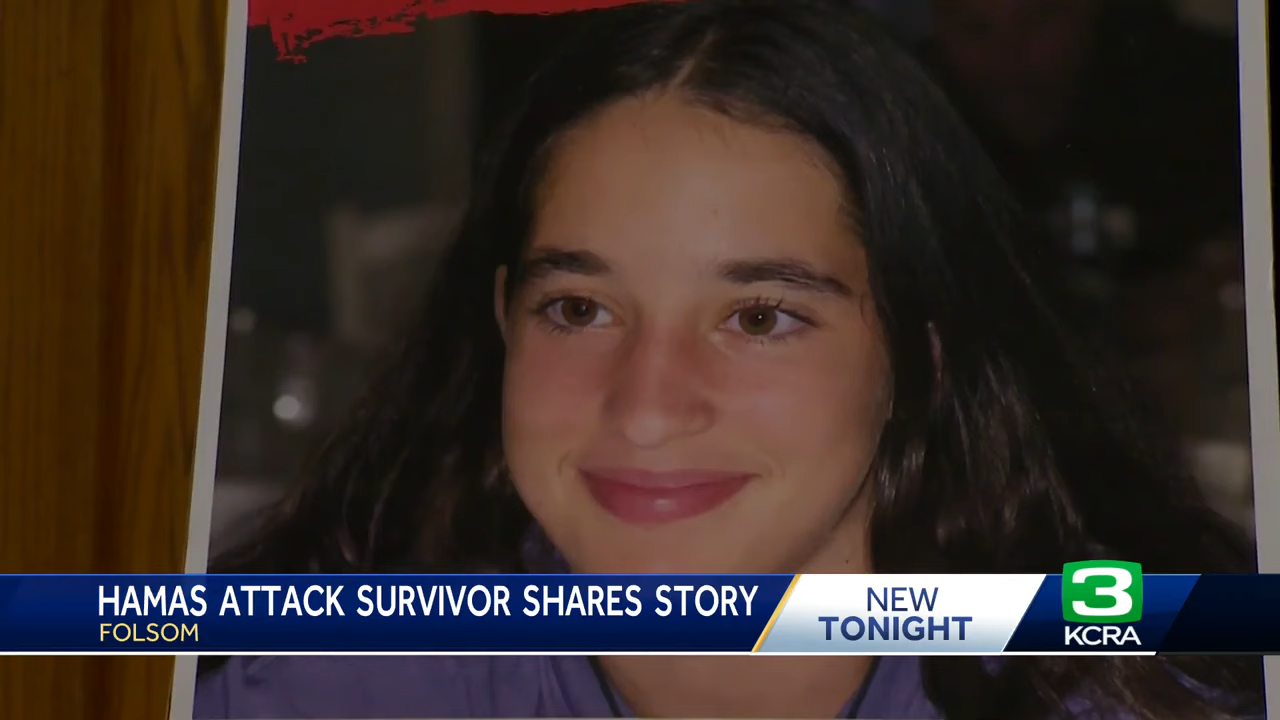 HAMAS ATTACK SURVIVOR SHARES STORY
FOLSOM
NEW
TONIGHT
3
KCRA